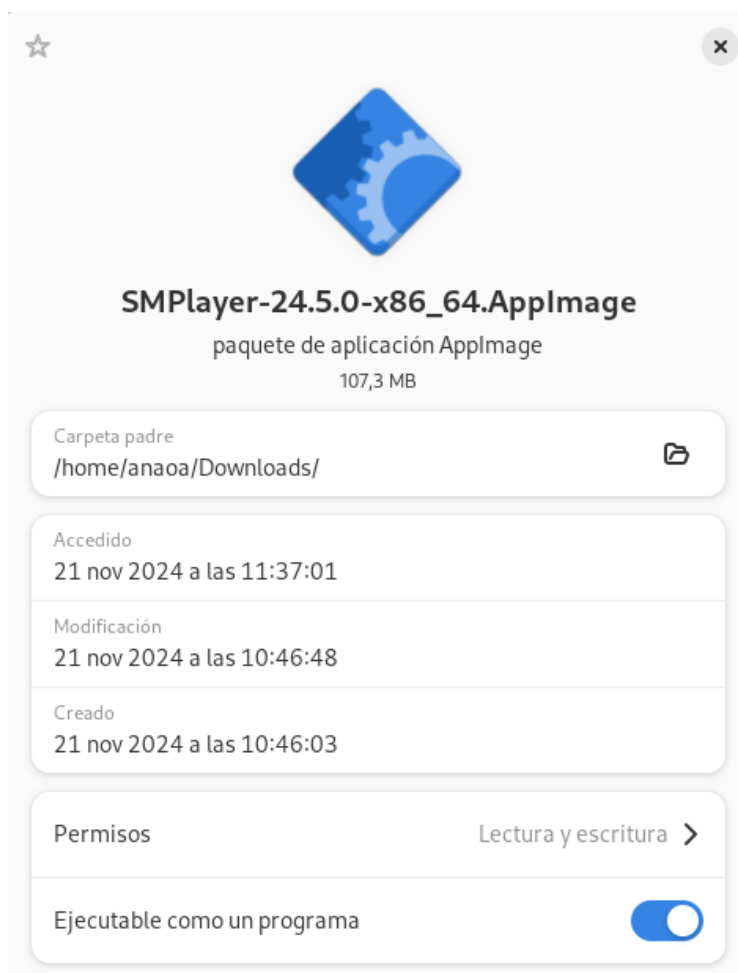 SMPlayer-24.5.0-x86_64.AppImage
paquete de aplicación AppImage
107,3 MB
Carpeta padre
/home/anaoa/Downloads/
Accedido
21 nov 2024 a las 11:37:01
Modificación
21 nov 2024 a las 10:46:48
Creado
21 nov 2024 a las 10:46:03
Permisos Lectura y escritura
Ejecutable como un programa